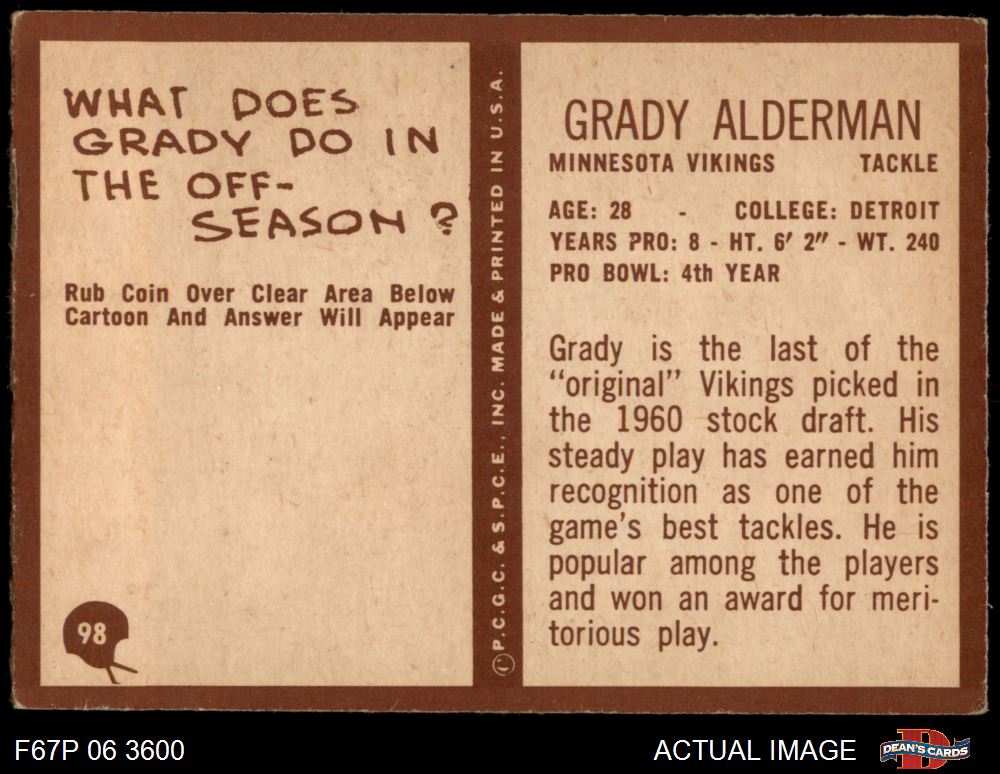 WHAT DOES
GRADY DO IN
THE OFF-
SEASON?
Rub Coin Over Clear Area Below
Cartoon And Answer Will Appear
98
© P.C.G.C. & S.P.C.E., INC. MADE & PRINTED IN U.S.A.
GRADY ALDERMAN
MINNESOTA VIKINGS TACKLE
AGE: 28 - COLLEGE: DETROIT
YEARS PRO: 8 - HT. 6′ 2″ - WT. 240
PRO BOWL: 4th YEAR
Grady is the last of the
“original” Vikings picked in
the 1960 stock draft. His
steady play has earned him
recognition as one of the
game's best tackles. He is
popular among the players
and won an award for meri-
torious play.
F67P 06 3600
ACTUAL IMAGE
DEAN'S CARDS